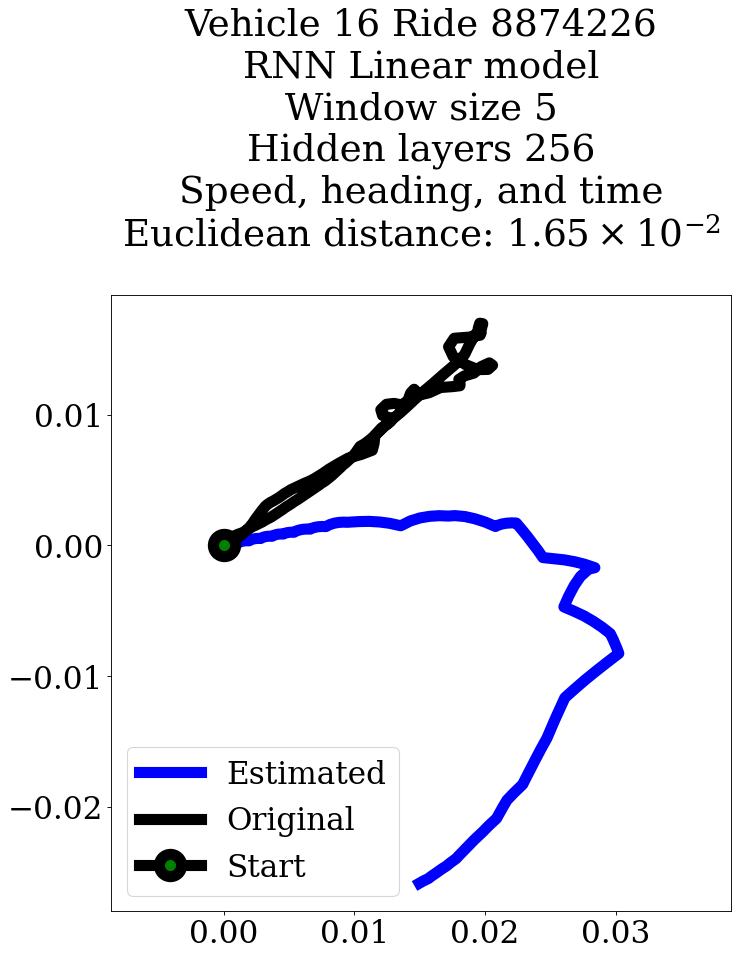 Vehicle 16 Ride 8874226
RNN Linear model
Window size 5
Hidden layers 256
Speed, heading, and time
Euclidean distance: 1.65 × 10⁻²
0.01
0.00
−0.01
−0.02
Estimated
Original
Start
0.00 0.01 0.02 0.03